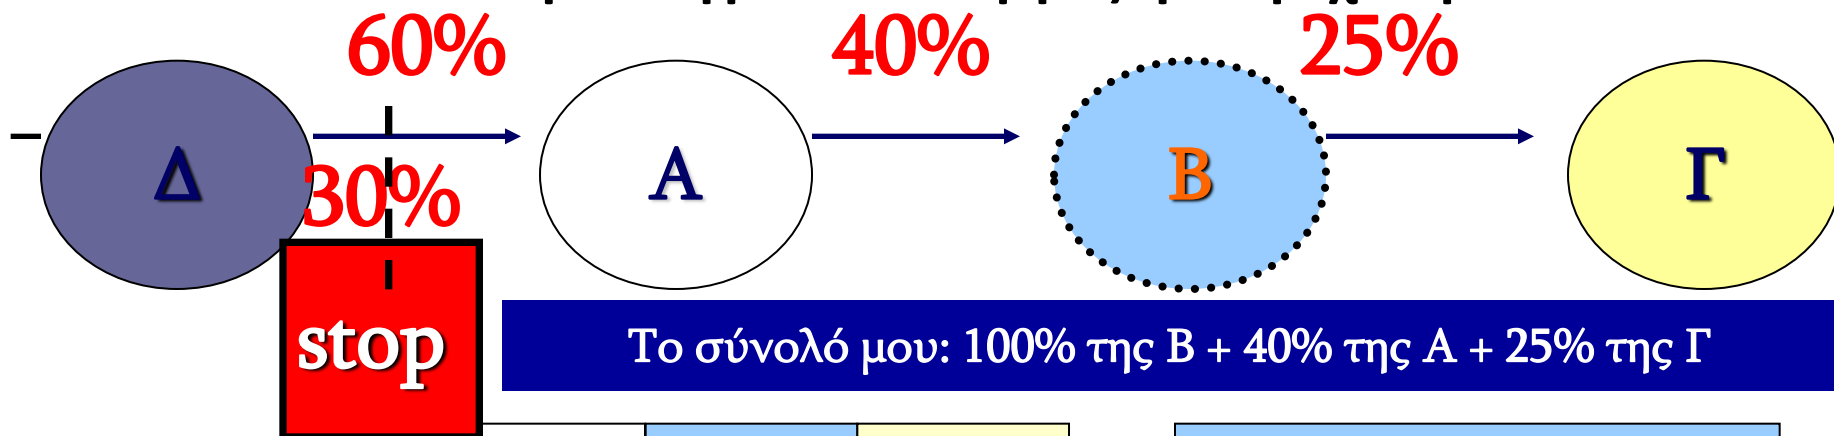 60% 40% 25%
Δ Α Β Γ
30%
stop
Το σύνολό μου: 100% της Β + 40% της Α + 25% της Γ